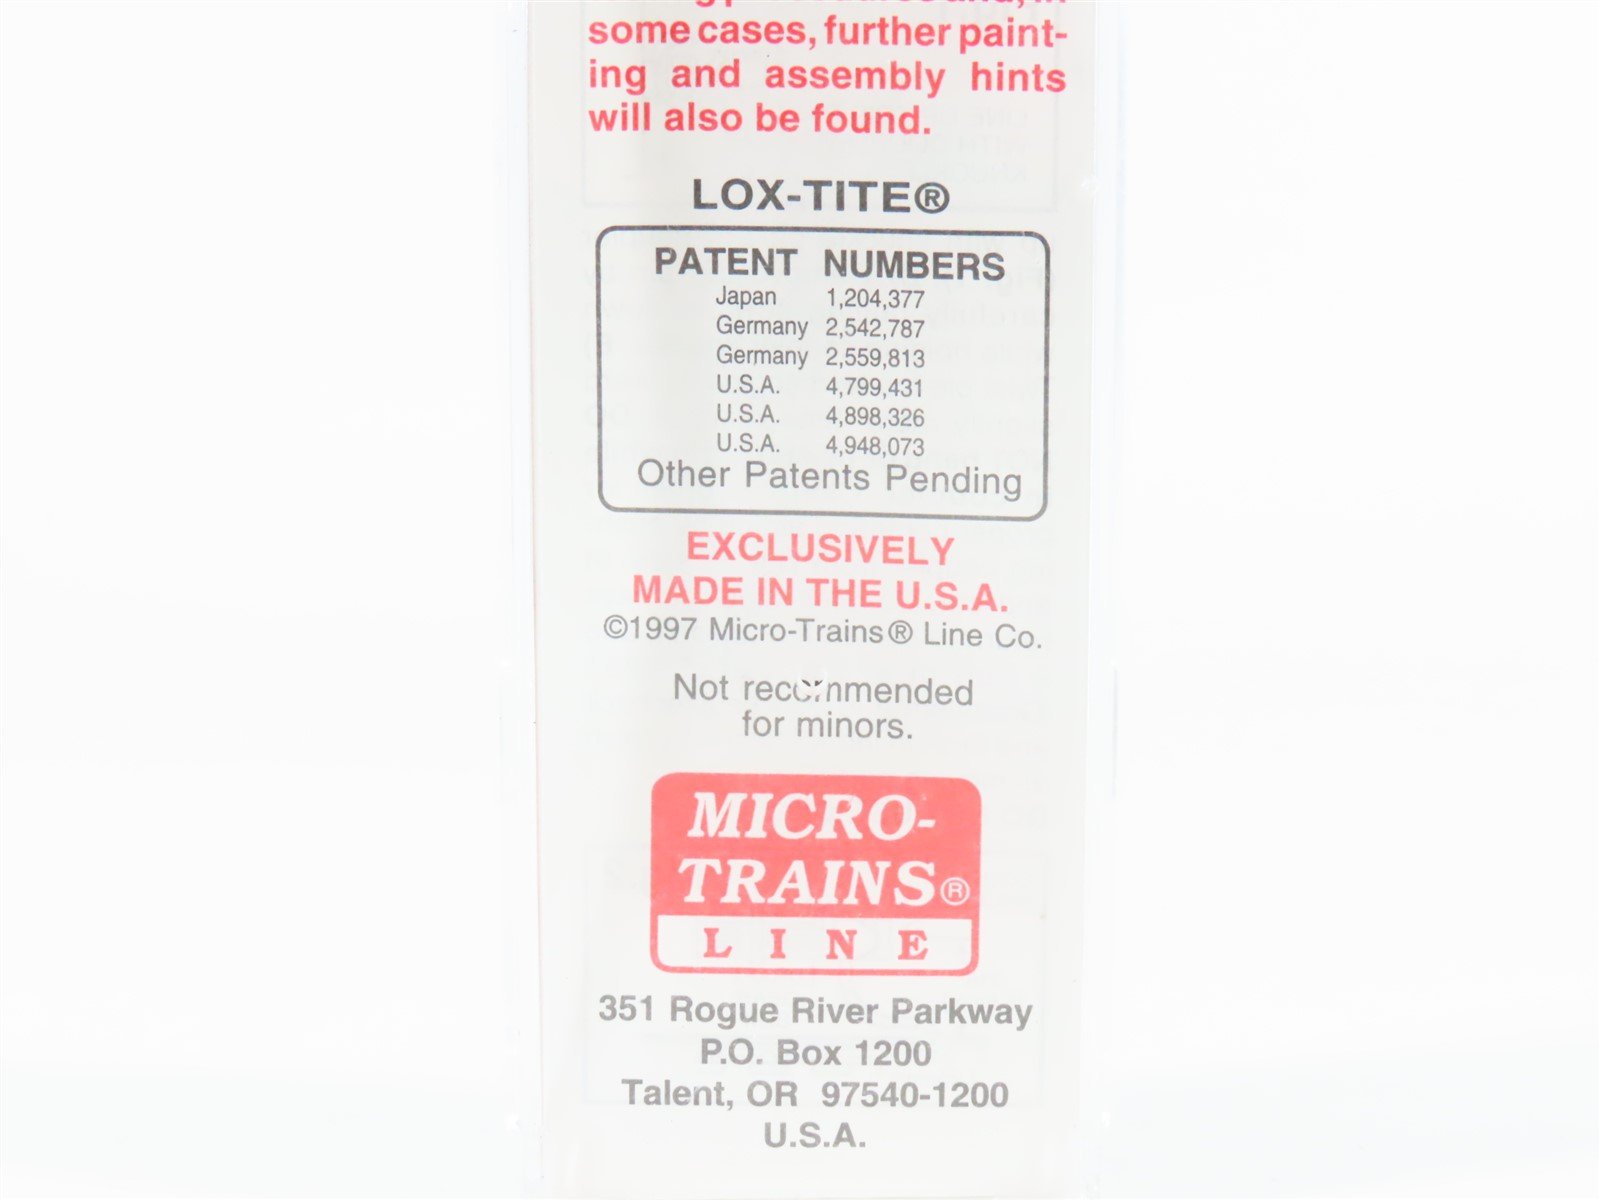 some cases, further paint-
ing and assembly hints
will also be found.
LOX-TITE®
PATENT NUMBERS
Japan 1,204,377
Germany 2,542,787
Germany 2,559,813
U.S.A. 4,799,431
U.S.A. 4,898,326
U.S.A. 4,948,073
Other Patents Pending
EXCLUSIVELY
MADE IN THE U.S.A.
©1997 Micro-Trains® Line Co.
Not recommended
for minors.
MICRO-
TRAINS®
LINE
351 Rogue River Parkway
P.O. Box 1200
Talent, OR 97540-1200
U.S.A.